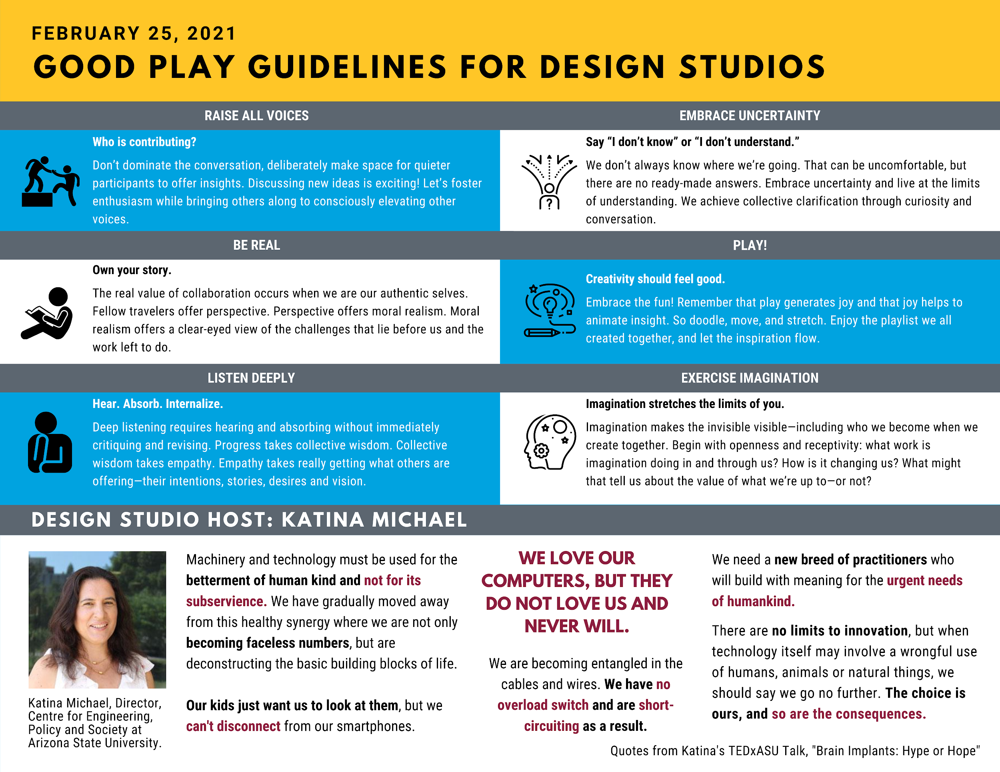 FEBRUARY 25, 2021
GOOD PLAY GUIDELINES FOR DESIGN STUDIOS
RAISE ALL VOICES
Who is contributing?
Don’t dominate the conversation, deliberately make space for quieter
participants to offer insights. Discussing new ideas is exciting! Let’s foster
enthusiasm while bringing others along to consciously elevating other
voices.
EMBRACE UNCERTAINTY
Say “I don’t know” or “I don’t understand.”
We don’t always know where we’re going. That can be uncomfortable, but
there are no ready-made answers. Embrace uncertainty and live at the limits
of understanding. We achieve collective clarification through curiosity and
conversation.
?
BE REAL
Own your story.
The real value of collaboration occurs when we are our authentic selves.
Fellow travelers offer perspective. Perspective offers moral realism. Moral
realism offers a clear-eyed view of the challenges that lie before us and the
work left to do.
PLAY!
Creativity should feel good.
Embrace the fun! Remember that play generates joy and that joy helps to
animate insight. So doodle, move, and stretch. Enjoy the playlist we all
created together, and let the inspiration flow.
LISTEN DEEPLY
Hear. Absorb. Internalize.
Deep listening requires hearing and absorbing without immediately
critiquing and revising. Progress takes collective wisdom. Collective
wisdom takes empathy. Empathy takes really getting what others are
offering—their intentions, stories, desires and vision.
EXERCISE IMAGINATION
Imagination stretches the limits of you.
Imagination makes the invisible visible—including who we become when we
create together. Begin with openness and receptivity: what work is
imagination doing in and through us? How is it changing us? What might
that tell us about the value of what we’re up to—or not?
DESIGN STUDIO HOST: KATINA MICHAEL
Katina Michael, Director,
Centre for Engineering,
Policy and Society at
Arizona State University.
Machinery and technology must be used for the
betterment of human kind and not for its
subservience. We have gradually moved away
from this healthy synergy where we are not only
becoming faceless numbers, but are
deconstructing the basic building blocks of life.
Our kids just want us to look at them, but we
can't disconnect from our smartphones.
WE LOVE OUR
COMPUTERS, BUT THEY
DO NOT LOVE US AND
NEVER WILL.
We are becoming entangled in the
cables and wires. We have no
overload switch and are short-
circuiting as a result.
We need a new breed of practitioners who
will build with meaning for the urgent needs
of humankind.
There are no limits to innovation, but when
technology itself may involve a wrongful use
of humans, animals or natural things, we
should say we go no further. The choice is
ours, and so are the consequences.
Quotes from Katina's TEDxASU Talk, "Brain Implants: Hype or Hope"